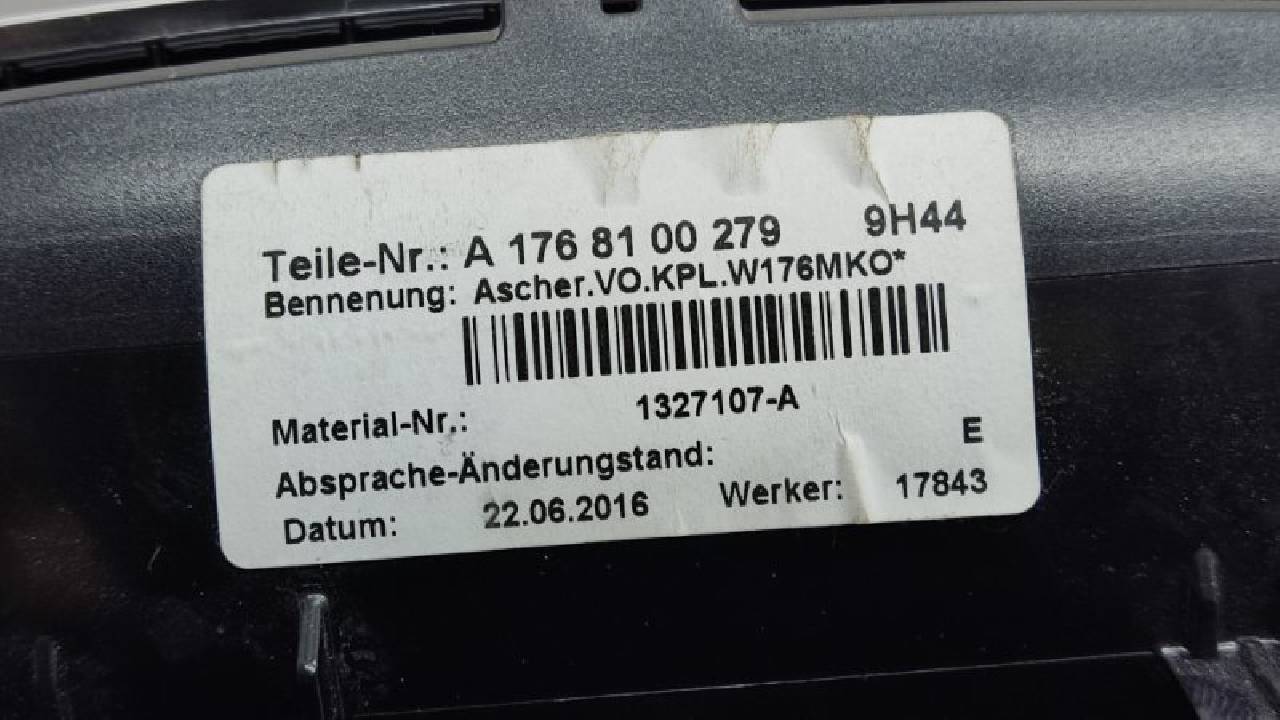 Teile-Nr.: A 176 81 00 279 9H44
Bennenung: Ascher.VO.KPL.W176MKO*
Material-Nr.: 1327107-A
Absprache-Änderungstand: E
Datum: 22.06.2016 Werker: 17843